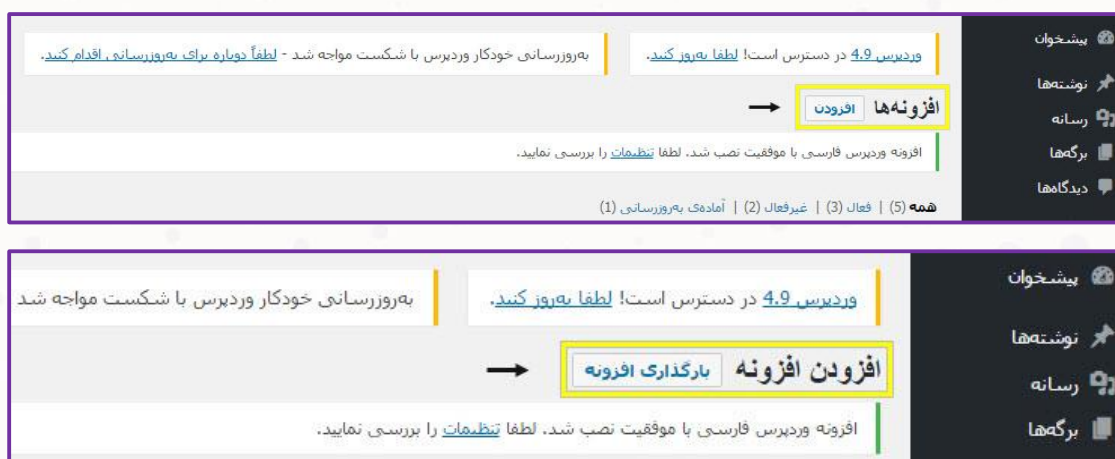 پیشخوان
نوشته‌ها
رسانه
برگه‌ها
دیدگاه‌ها
وردپرس 4.9 در دسترس است! لطفا به‌روز کنید.
به‌روزرسانی خودکار وردپرس با شکست مواجه شد - لطفاً دوباره برای به‌روزرسانی اقدام کنید.
افزونه‌ها افزودن
افزونه وردپرس فارسی با موفقیت نصب شد. لطفا تنظیمات را بررسی نمایید.
همه (5) | فعال (3) | غیرفعال (2) | آماده‌ی به‌روزرسانی (1)
پیشخوان
نوشته‌ها
رسانه
برگه‌ها
وردپرس 4.9 در دسترس است! لطفا به‌روز کنید.
به‌روزرسانی خودکار وردپرس با شکست مواجه شد
افزودن افزونه بارگذاری افزونه
افزونه وردپرس فارسی با موفقیت نصب شد. لطفا تنظیمات را بررسی نمایید.